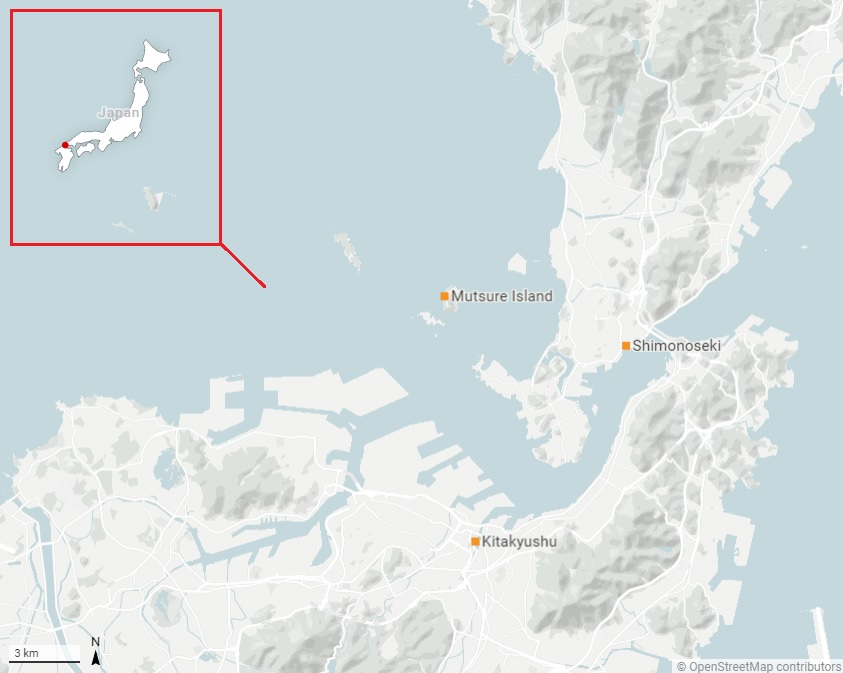 Japan
Mutsure Island
Shimonoseki
Kitakyushu
3 km
N
© OpenStreetMap contributors